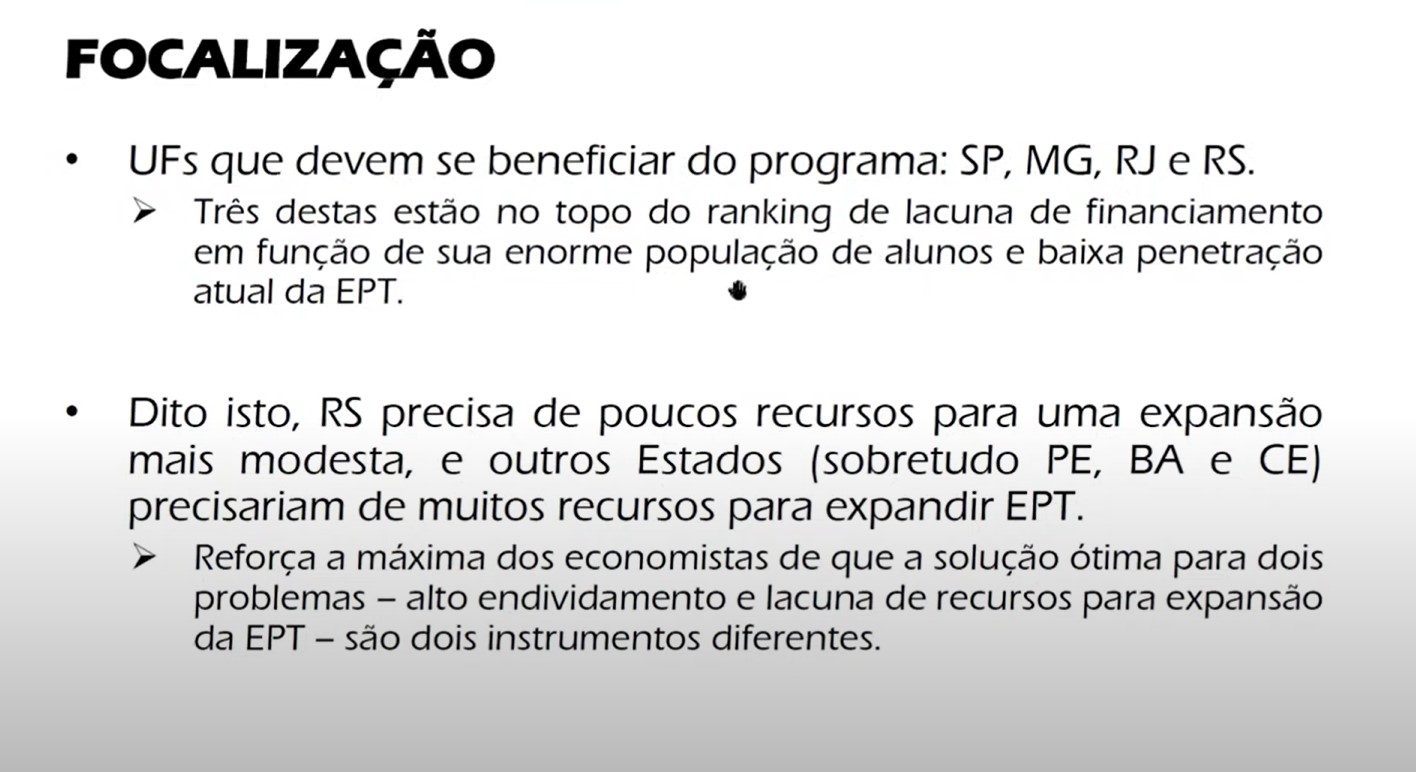 FOCALIZAÇÃO
• UFs que devem se beneficiar do programa: SP, MG, RJ e RS.
➢ Três destas estão no topo do ranking de lacuna de financiamento
em função de sua enorme população de alunos e baixa penetração
atual da EPT.
• Dito isto, RS precisa de poucos recursos para uma expansão
mais modesta, e outros Estados (sobretudo PE, BA e CE)
precisariam de muitos recursos para expandir EPT.
➢ Reforça a máxima dos economistas de que a solução ótima para dois
problemas – alto endividamento e lacuna de recursos para expansão
da EPT – são dois instrumentos diferentes.